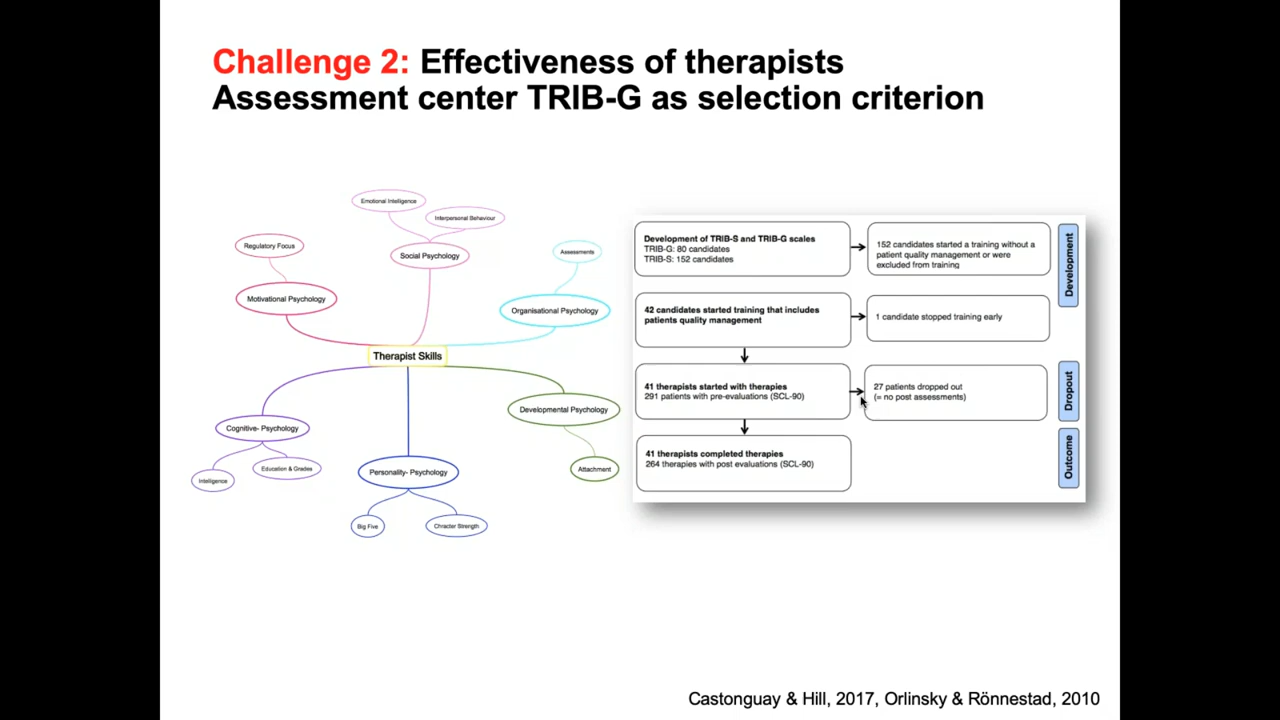 Challenge 2: Effectiveness of therapists
Assessment center TRIB-G as selection criterion
Emotional Intelligence
Interpersonal Behaviour
Regulatory Focus
Social Psychology
Assessments
Motivational Psychology
Organisational Psychology
Therapist Skills
Developmental Psychology
Cognitive- Psychology
Education & Grades
Intelligence
Personality- Psychology
Attachment
Big Five
Chracter Strength
Development of TRIB-S and TRIB-G scales
TRIB-G: 80 candidates
TRIB-S: 152 candidates
152 candidates started a training without a
patient quality management or were
excluded from training
Development
42 candidates started training that includes
patients quality management
1 candidate stopped training early
41 therapists started with therapies
291 patients with pre-evaluations (SCL-90)
27 patients dropped out
(= no post assessments)
Dropout
41 therapists completed therapies
264 therapies with post evaluations (SCL-90)
Outcome
Castonguay & Hill, 2017, Orlinsky & Rönnestad, 2010